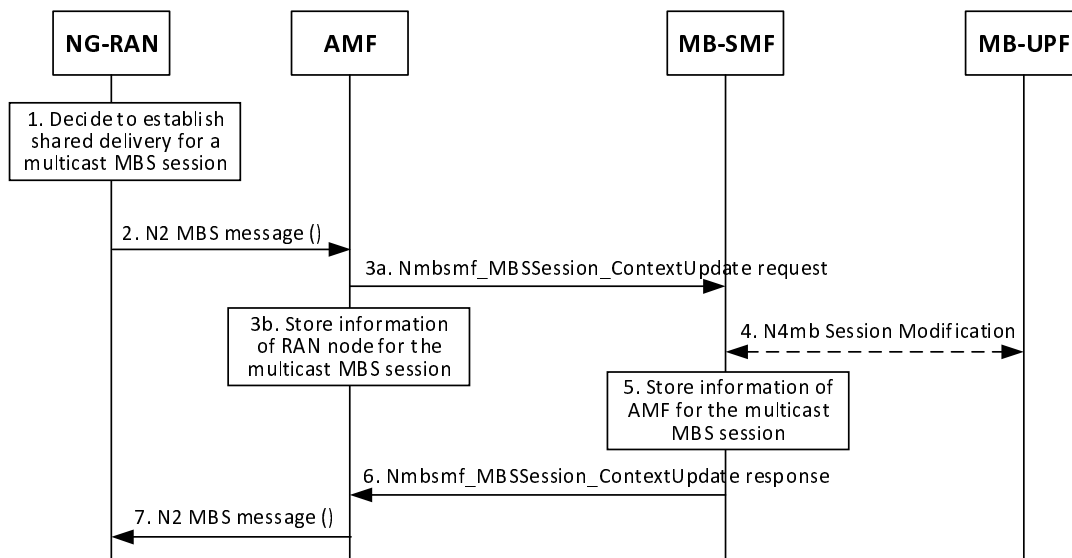 NG-RAN
AMF
MB-SMF
MB-UPF
1. Decide to establish
shared delivery for a
multicast MBS session
2. N2 MBS message ()
3a. Nmbsmf_MBSSession_ContextUpdate request
3b. Store information
of RAN node for the
multicast MBS session
4. N4mb Session Modification
5. Store information of
AMF for the multicast
MBS session
6. Nmbsmf_MBSSession_ContextUpdate response
7. N2 MBS message ()